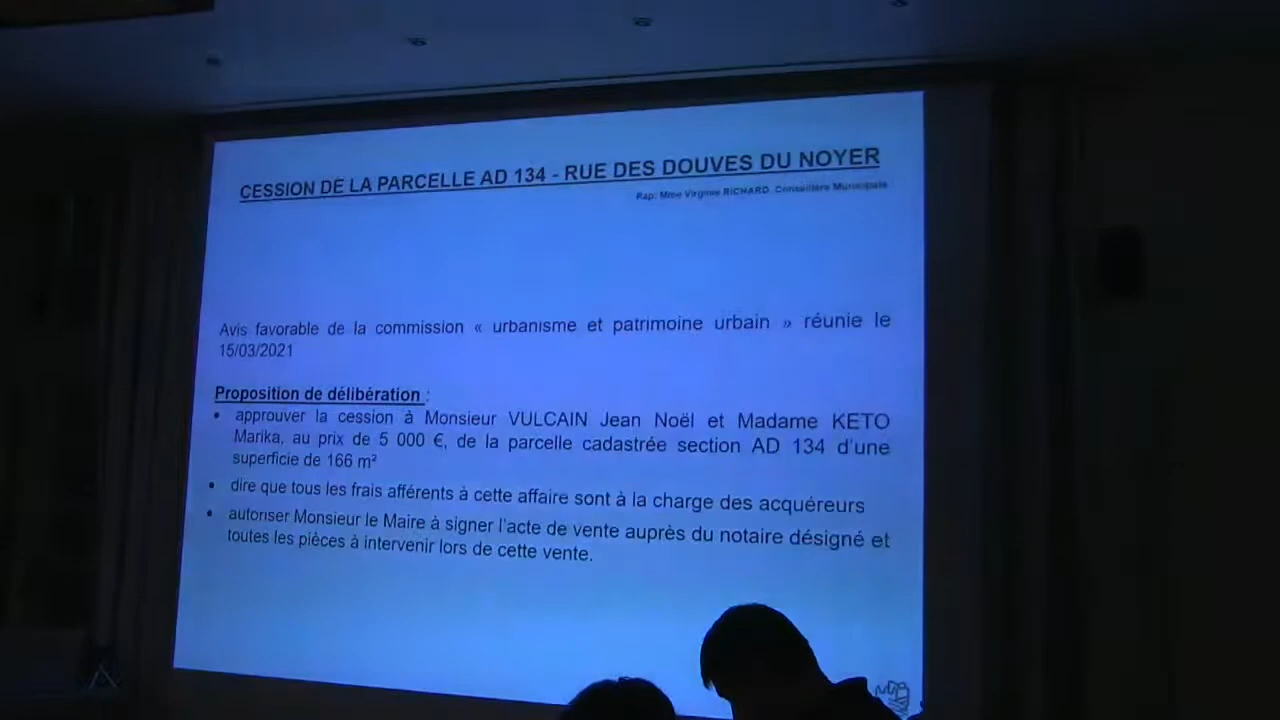 CESSION DE LA PARCELLE AD 134 - RUE DES DOUVES DU NOYER
Rap: Mme Virginie RICHARD, Conseillère Municipale
Avis favorable de la commission « urbanisme et patrimoine urbain » réunie le
15/03/2021
Proposition de délibération :
• approuver la cession à Monsieur VULCAIN Jean Noël et Madame KETO
Marika, au prix de 5 000 €, de la parcelle cadastrée section AD 134 d'une
superficie de 166 m²
• dire que tous les frais afférents à cette affaire sont à la charge des acquéreurs
• autoriser Monsieur le Maire à signer l'acte de vente auprès du notaire désigné et
toutes les pièces à intervenir lors de cette vente.